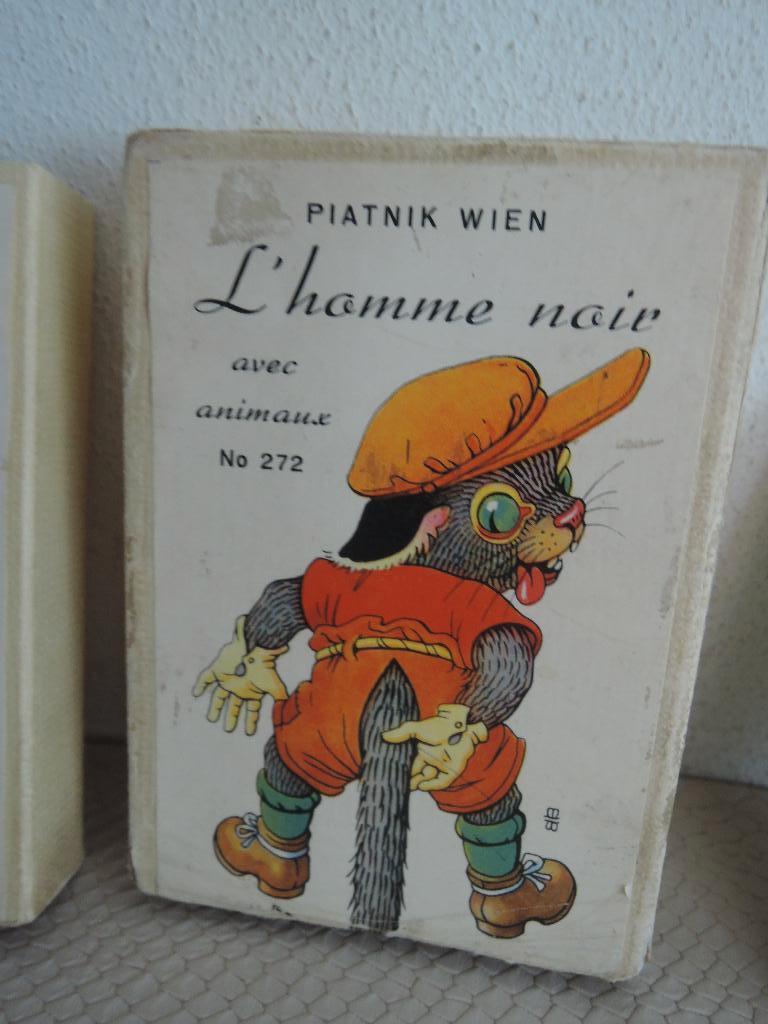 PIATNIK WIEN
L'homme noir
avec
animaux
No 272